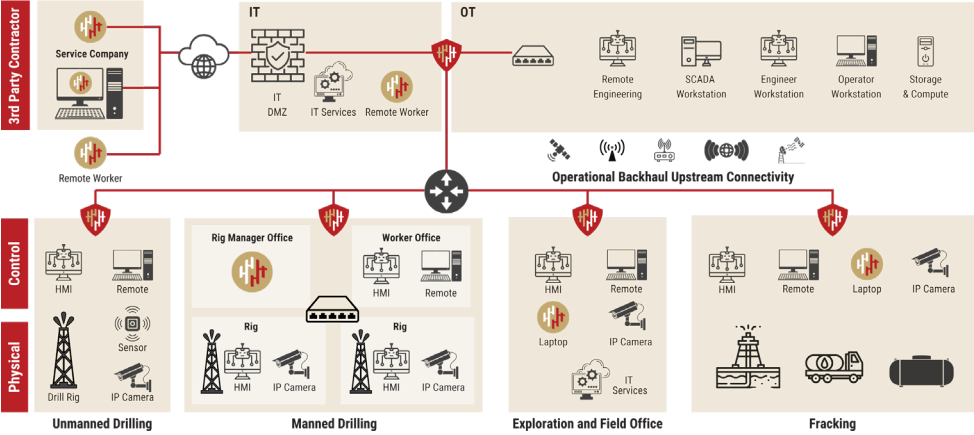 3rd Party Contractor
Service Company
Remote Worker
IT
IT
DMZ
IT Services
Remote Worker
OT
Remote
Engineering
SCADA
Workstation
Engineer
Workstation
Operator
Workstation
Storage
& Compute
Operational Backhaul Upstream Connectivity
Control
Physical
HMI
Remote
Sensor
Drill Rig
IP Camera
Unmanned Drilling
Rig Manager Office
Worker Office
HMI
Remote
Rig
HMI
IP Camera
Rig
HMI
IP Camera
Manned Drilling
HMI
Remote
Laptop
IP Camera
IT
Services
Exploration and Field Office
HMI
Remote
Laptop
IP Camera
Fracking